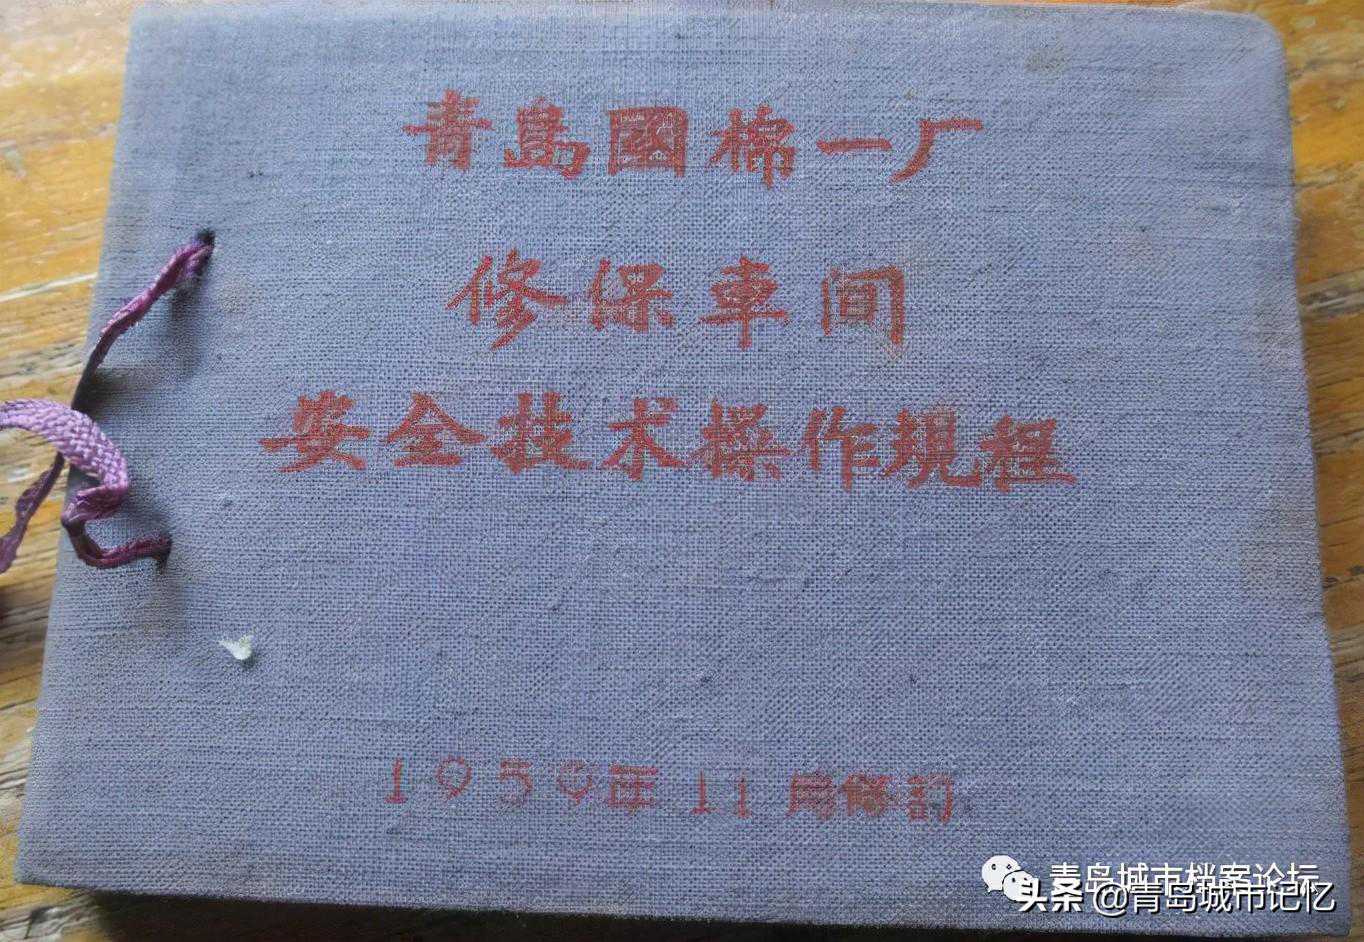 青島國棉一厂
修保車间
安全技术操作規程
1959年11月修訂
青岛城市档案论坛
头条@青岛城市记忆